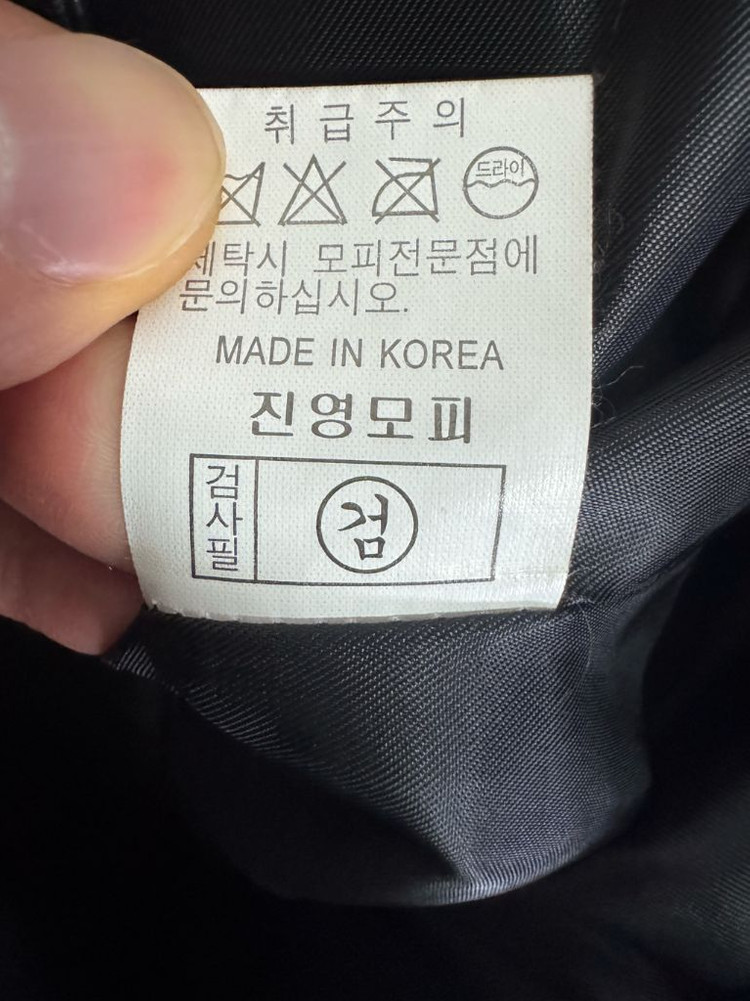 취급주의
드라이
세탁시 모피전문점에
문의하십시오.
MADE IN KOREA
진영모피
검사필
검